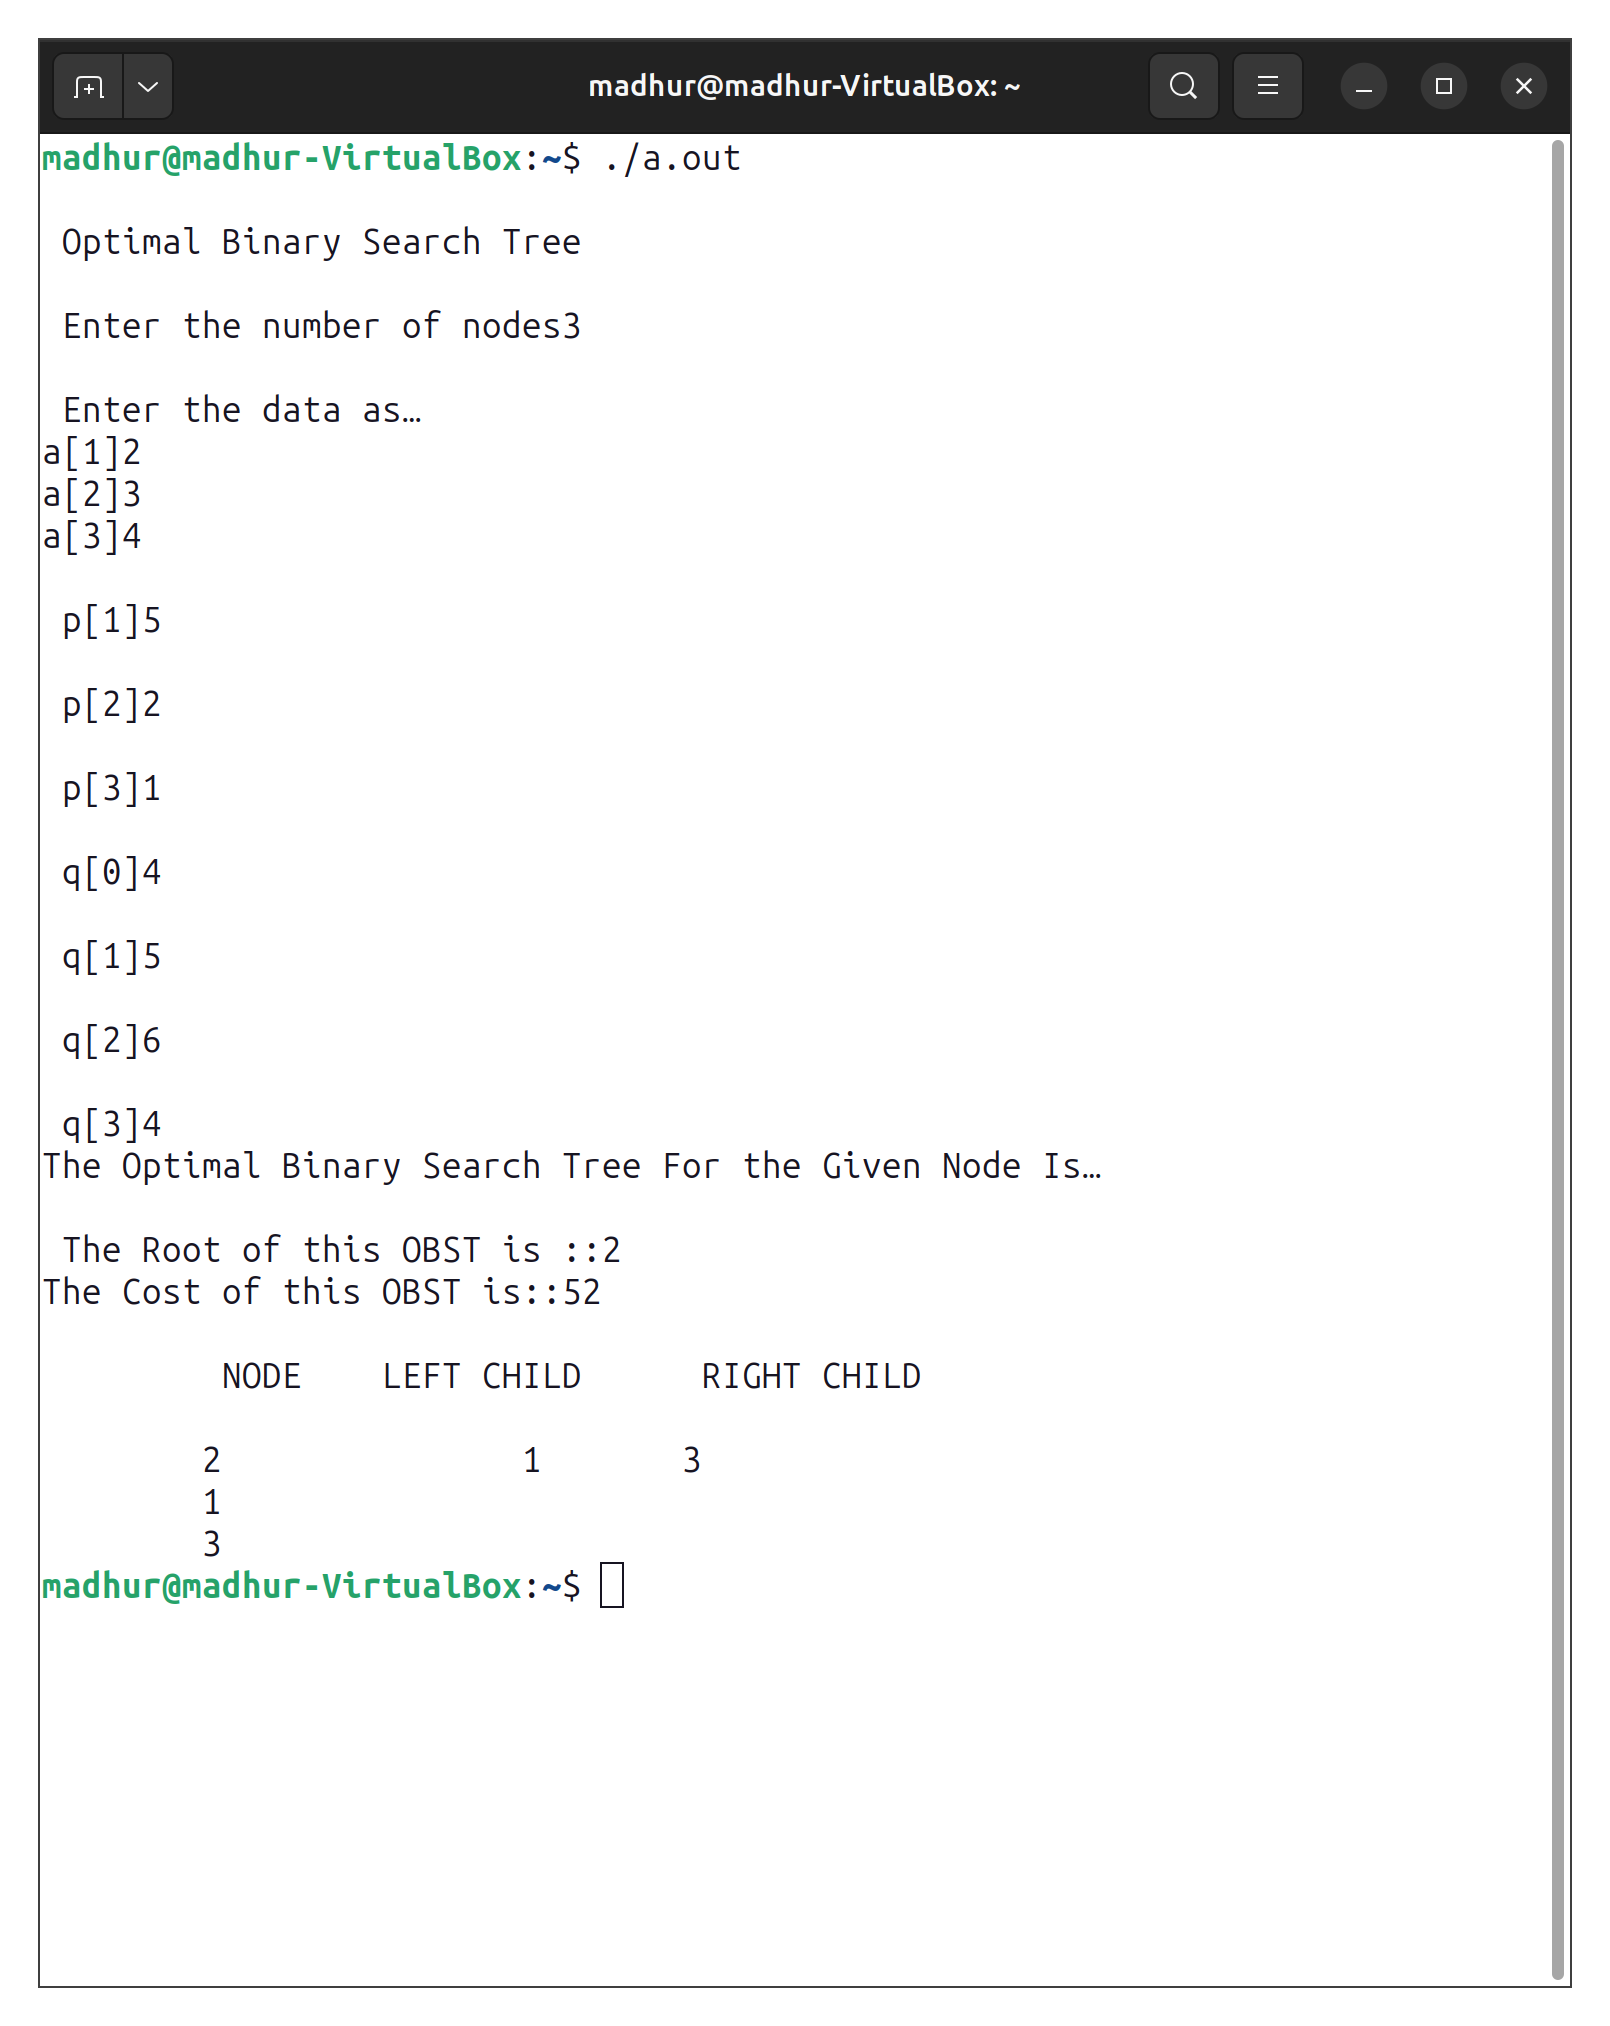 madhur@madhur-VirtualBox: ~
madhur@madhur-VirtualBox:~$ ./a.out
Optimal Binary Search Tree
Enter the number of nodes3
Enter the data as…
a[1]2
a[2]3
a[3]4
p[1]5
p[2]2
p[3]1
q[0]4
q[1]5
q[2]6
q[3]4
The Optimal Binary Search Tree For the Given Node Is…
The Root of this OBST is ::2
The Cost of this OBST is::52
NODE    LEFT CHILD      RIGHT CHILD
2               1       3
1
3
madhur@madhur-VirtualBox:~$